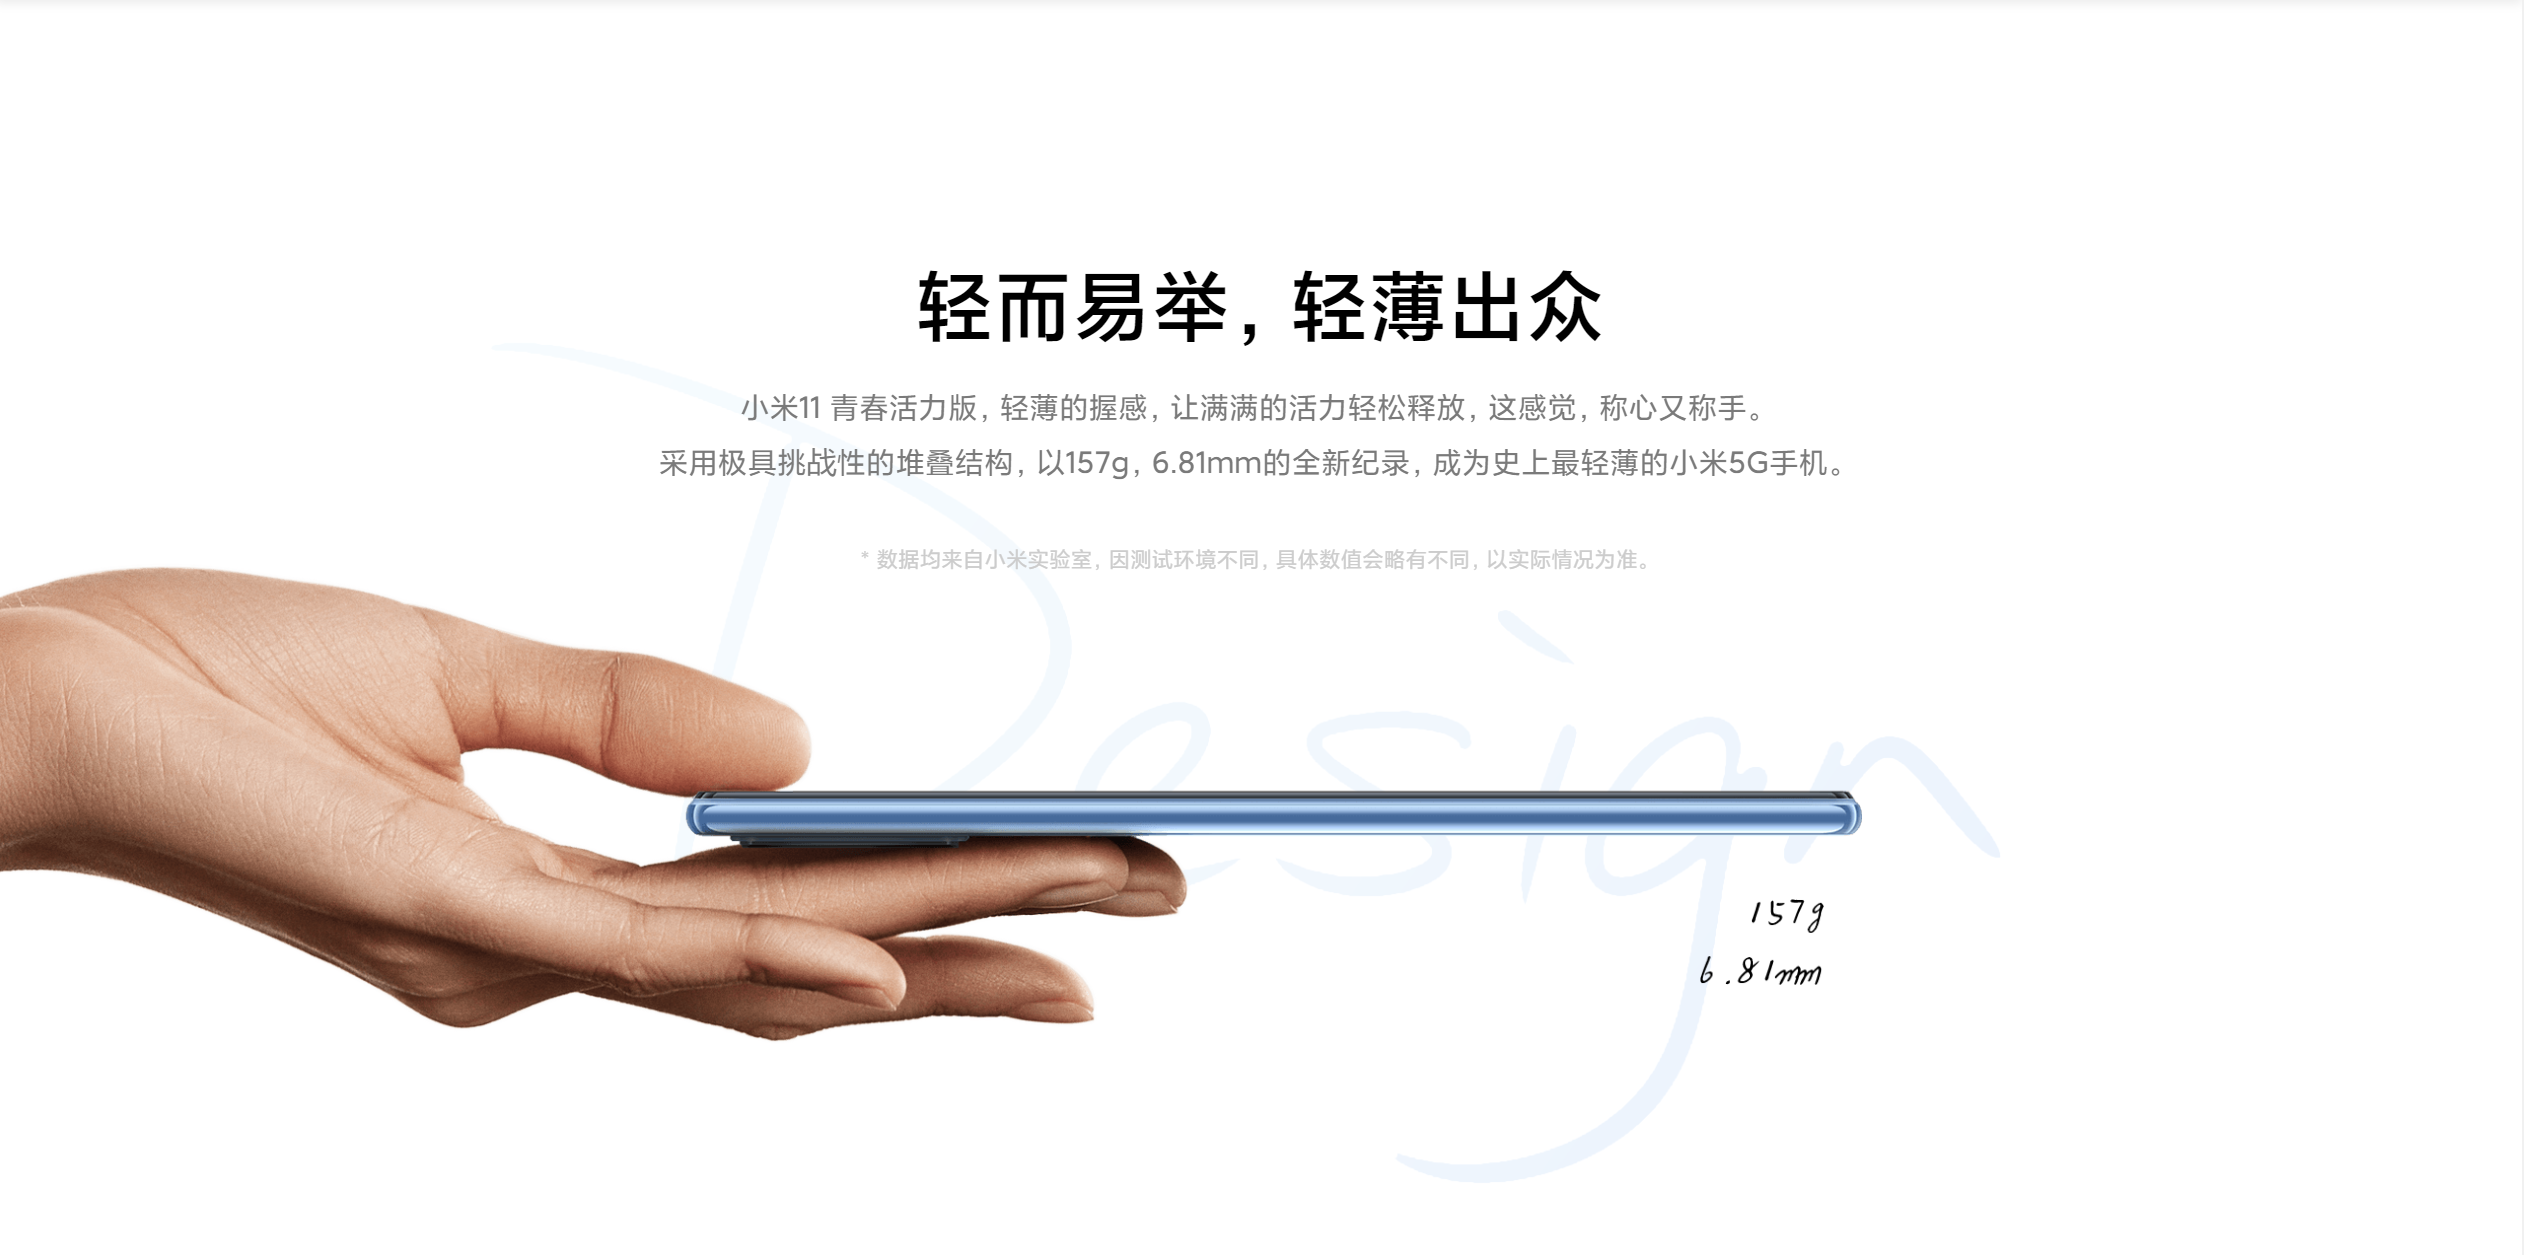 轻而易举，轻薄出众
小米11 青春活力版，轻薄的握感，让满满的活力轻松释放，这感觉，称心又称手。
采用极具挑战性的堆叠结构，以157g，6.81mm的全新纪录，成为史上最轻薄的小米5G手机。
* 数据均来自小米实验室，因测试环境不同，具体数值会略有不同，以实际情况为准。
Design
157g
6.81mm